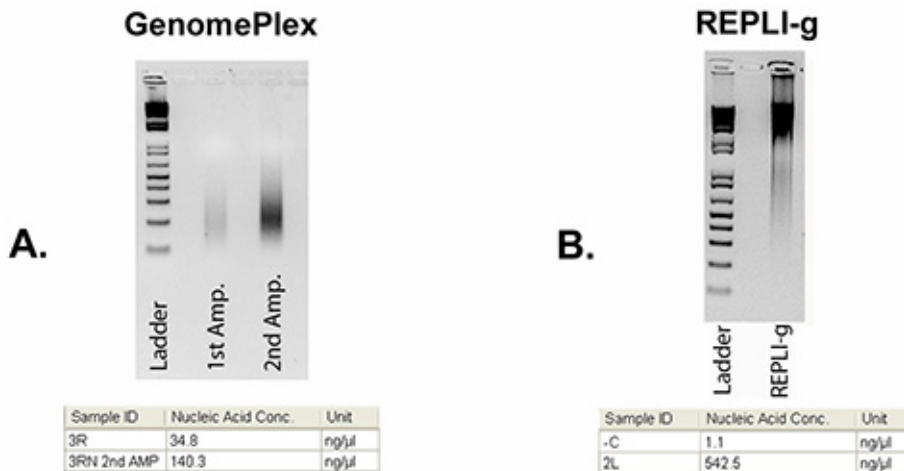 GenomePlex
REPLI-g
A.
Ladder
1st Amp.
2nd Amp.
B.
Ladder
REPLI-g
Sample ID Nucleic Acid Conc. Unit
3R 34.8 ng/µl
3RN 2nd AMP 140.3 ng/µl
Sample ID Nucleic Acid Conc. Unit
-C 1.1 ng/µl
2L 542.5 ng/µl